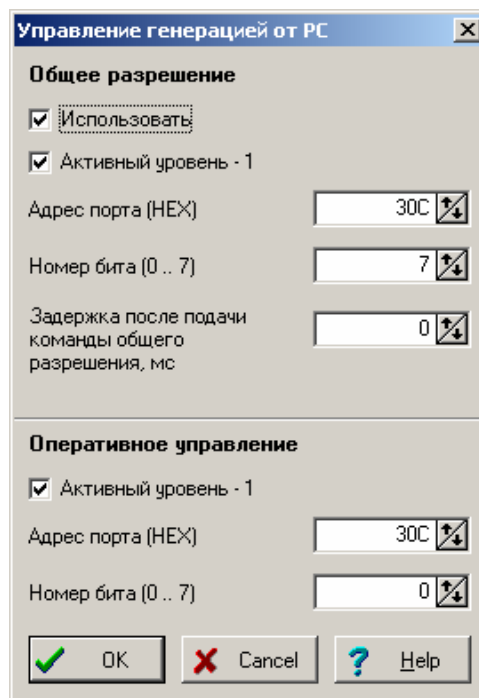 Управление генерацией от PC
Общее разрешение
Использовать
Активный уровень - 1
Адрес порта (HEX) 30C
Номер бита (0 .. 7) 7
Задержка после подачи 0
команды общего
разрешения, мс
Оперативное управление
Активный уровень - 1
Адрес порта (HEX) 30C
Номер бита (0 .. 7) 0
OK Cancel Help